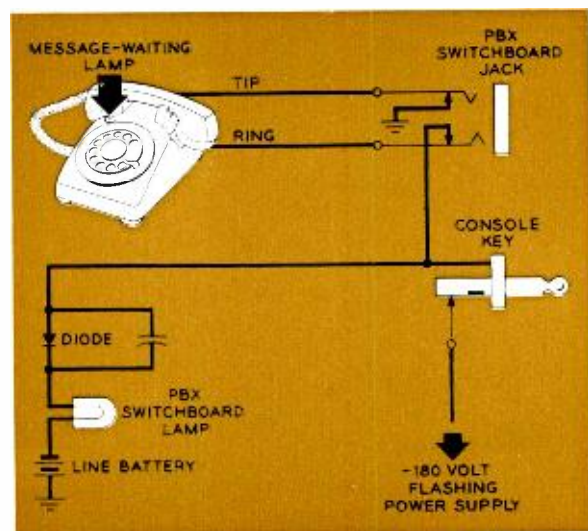 MESSAGE-WAITING
LAMP
PBX
SWITCHBOARD
JACK
TIP
RING
CONSOLE
KEY
DIODE
PBX
SWITCHBOARD
LAMP
LINE BATTERY
-180 VOLT
FLASHING
POWER SUPPLY